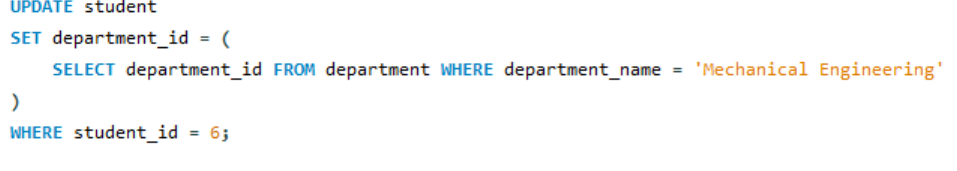 UPDATE student
SET department_id = (
    SELECT department_id FROM department WHERE department_name = 'Mechanical Engineering'
)
WHERE student_id = 6;